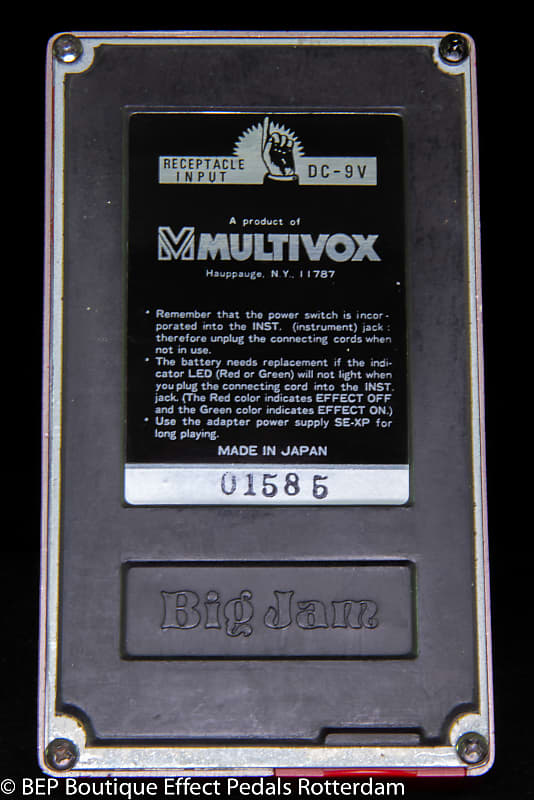 RECEPTACLE
INPUT
DC-9V
A product of
MULTIVOX
Hauppauge, N.Y., 11787
* Remember that the power switch is incor-
porated into the INST. (instrument) jack :
therefore unplug the connecting cords when
not in use.
* The battery needs replacement if the indi-
cator LED (Red or Green) will not light when
you plug the connecting cord into the INST.
jack. (The Red color indicates EFFECT OFF
and the Green color indicates EFFECT ON.)
* Use the adapter power supply SE-XP for
long playing.
MADE IN JAPAN
01585
Big Jam
© BEP Boutique Effect Pedals Rotterdam